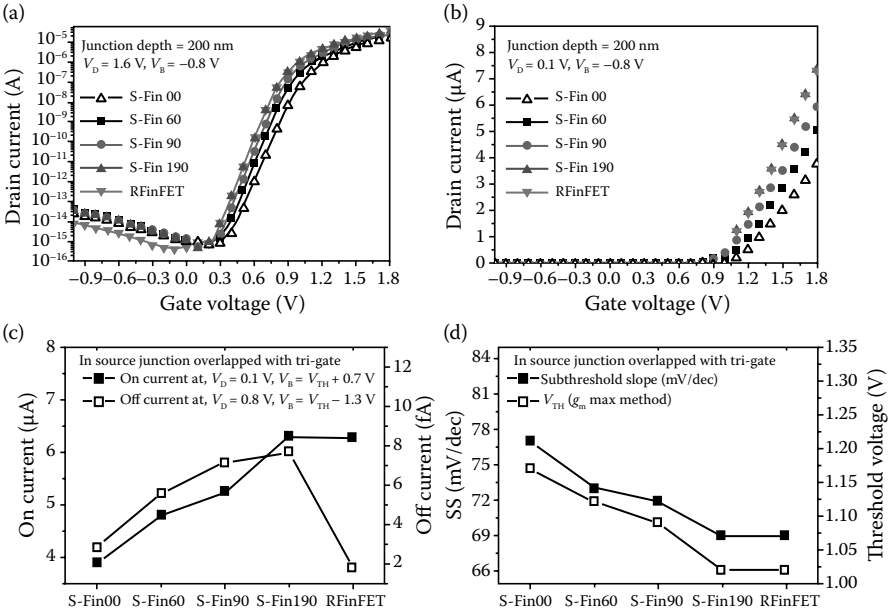 (a)
Drain current (A)
10⁻⁵
10⁻⁶
10⁻⁷
10⁻⁸
10⁻⁹
10⁻¹⁰
10⁻¹¹
10⁻¹²
10⁻¹³
10⁻¹⁴
10⁻¹⁵
10⁻¹⁶
Junction depth = 200 nm
V_D = 1.6 V, V_B = −0.8 V
S-Fin 00
S-Fin 60
S-Fin 90
S-Fin 190
RFinFET
−0.9 −0.6 −0.3 0.0 0.3 0.6 0.9 1.2 1.5 1.8
Gate voltage (V)
(b)
Drain current (μA)
9
8
7
6
5
4
3
2
1
0
Junction depth = 200 nm
V_D = 0.1 V, V_B = −0.8 V
S-Fin 00
S-Fin 60
S-Fin 90
S-Fin 190
RFinFET
−0.9 −0.6 −0.3 0.0 0.3 0.6 0.9 1.2 1.5 1.8
Gate voltage (V)
(c)
On current (μA)
8
7
6
5
4
In source junction overlapped with tri-gate
On current at, V_D = 0.1 V, V_B = V_TH + 0.7 V
Off current at, V_D = 0.8 V, V_B = V_TH − 1.3 V
12
10
8
6
4
2
Off current (fA)
S-Fin00 S-Fin60 S-Fin90 S-Fin190 RFinFET
(d)
SS (mV/dec)
84
81
78
75
72
69
66
In source junction overlapped with tri-gate
Subthreshold slope (mV/dec)
V_TH (g_m max method)
1.35
1.30
1.25
1.20
1.15
1.10
1.05
1.00
Threshold voltage (V)
S-Fin00 S-Fin60 S-Fin90 S-Fin190 RFinFET